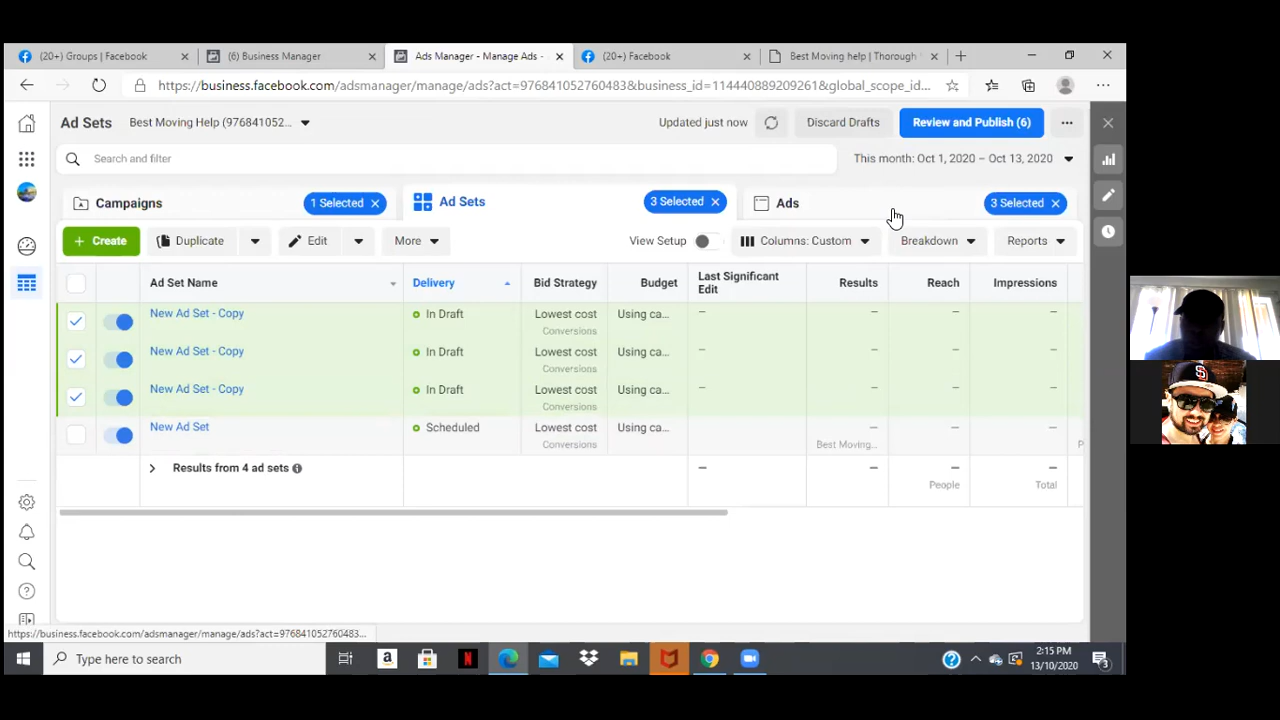 (20+) Groups | Facebook
(6) Business Manager
Ads Manager - Manage Ads -
(20+) Facebook
Best Moving help | Thorough
https://business.facebook.com/adsmanager/manage/ads?act=976841052760483&business_id=114440889209261&global_scope_id...
Ad Sets
Best Moving Help (976841052...
Updated just now
Discard Drafts
Review and Publish (6)
Search and filter
This month: Oct 1, 2020 – Oct 13, 2020
Campaigns
1 Selected
Ad Sets
3 Selected
Ads
3 Selected
+ Create
Duplicate
Edit
More
View Setup
Columns: Custom
Breakdown
Reports
Ad Set Name
Delivery
Bid Strategy
Budget
Last Significant Edit
Results
Reach
Impressions
New Ad Set - Copy
In Draft
Lowest cost
Using ca...
–
–
–
–
Conversions
New Ad Set - Copy
In Draft
Lowest cost
Using ca...
–
–
–
–
Conversions
New Ad Set - Copy
In Draft
Lowest cost
Using ca...
–
–
–
–
Conversions
New Ad Set
Scheduled
Lowest cost
Using ca...
–
–
–
Conversions
Best Moving...
Results from 4 ad sets
–
–
–
–
People
Total
https://business.facebook.com/adsmanager/manage/ads?act=976841052760483...
Type here to search
2:15 PM
13/10/2020
3